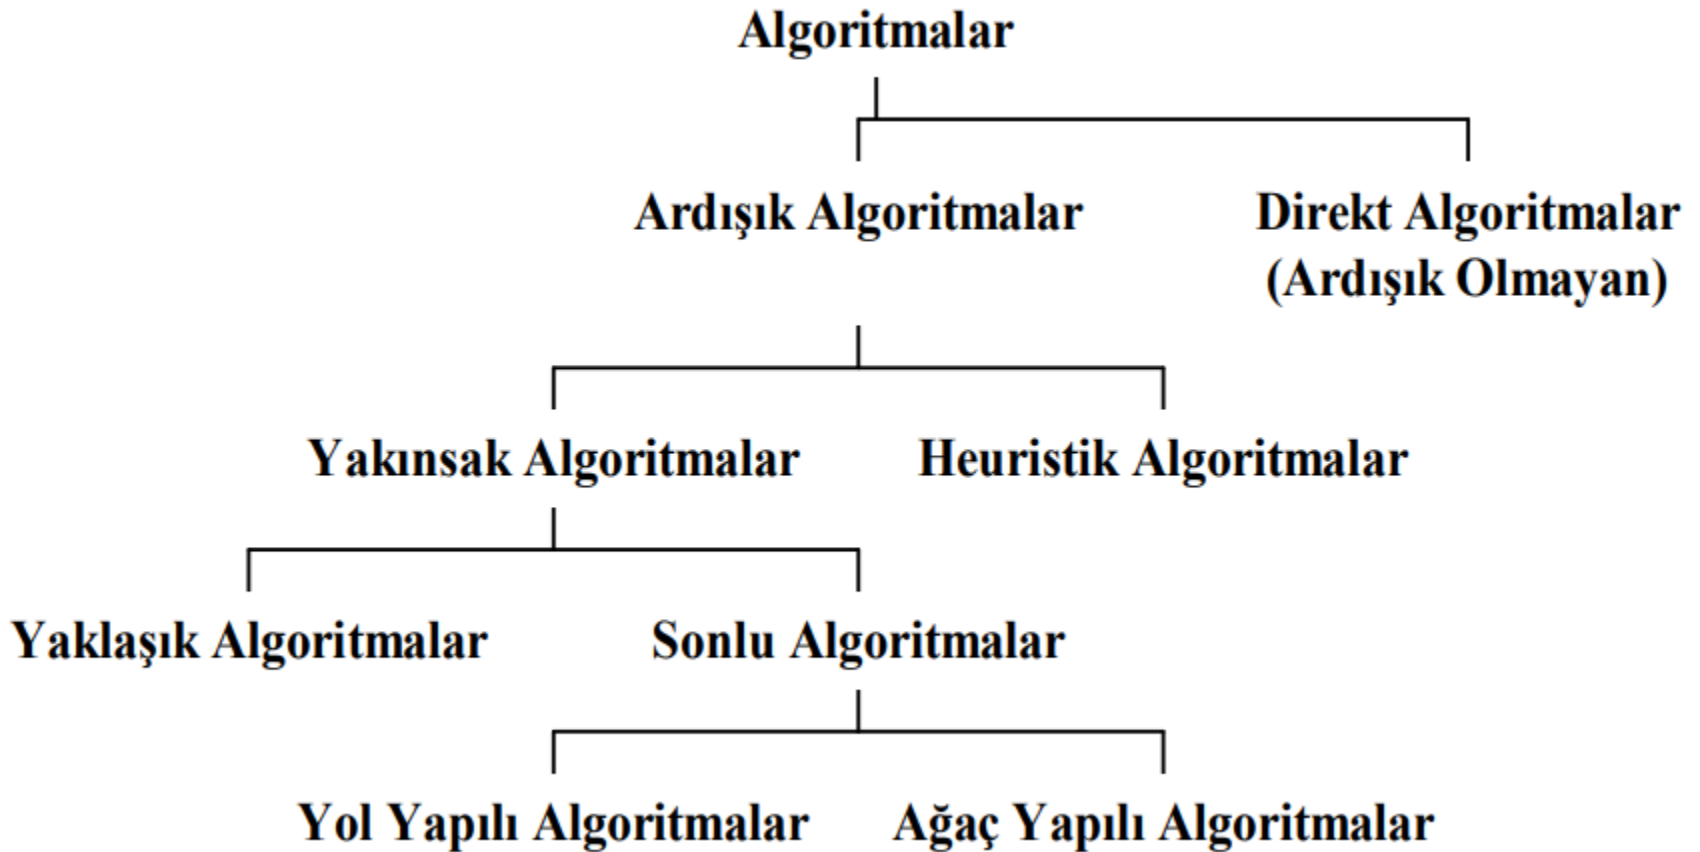 Algoritmalar
Ardışık Algoritmalar
Direkt Algoritmalar
(Ardışık Olmayan)
Yakınsak Algoritmalar
Heuristik Algoritmalar
Yaklaşık Algoritmalar
Sonlu Algoritmalar
Yol Yapılı Algoritmalar
Ağaç Yapılı Algoritmalar